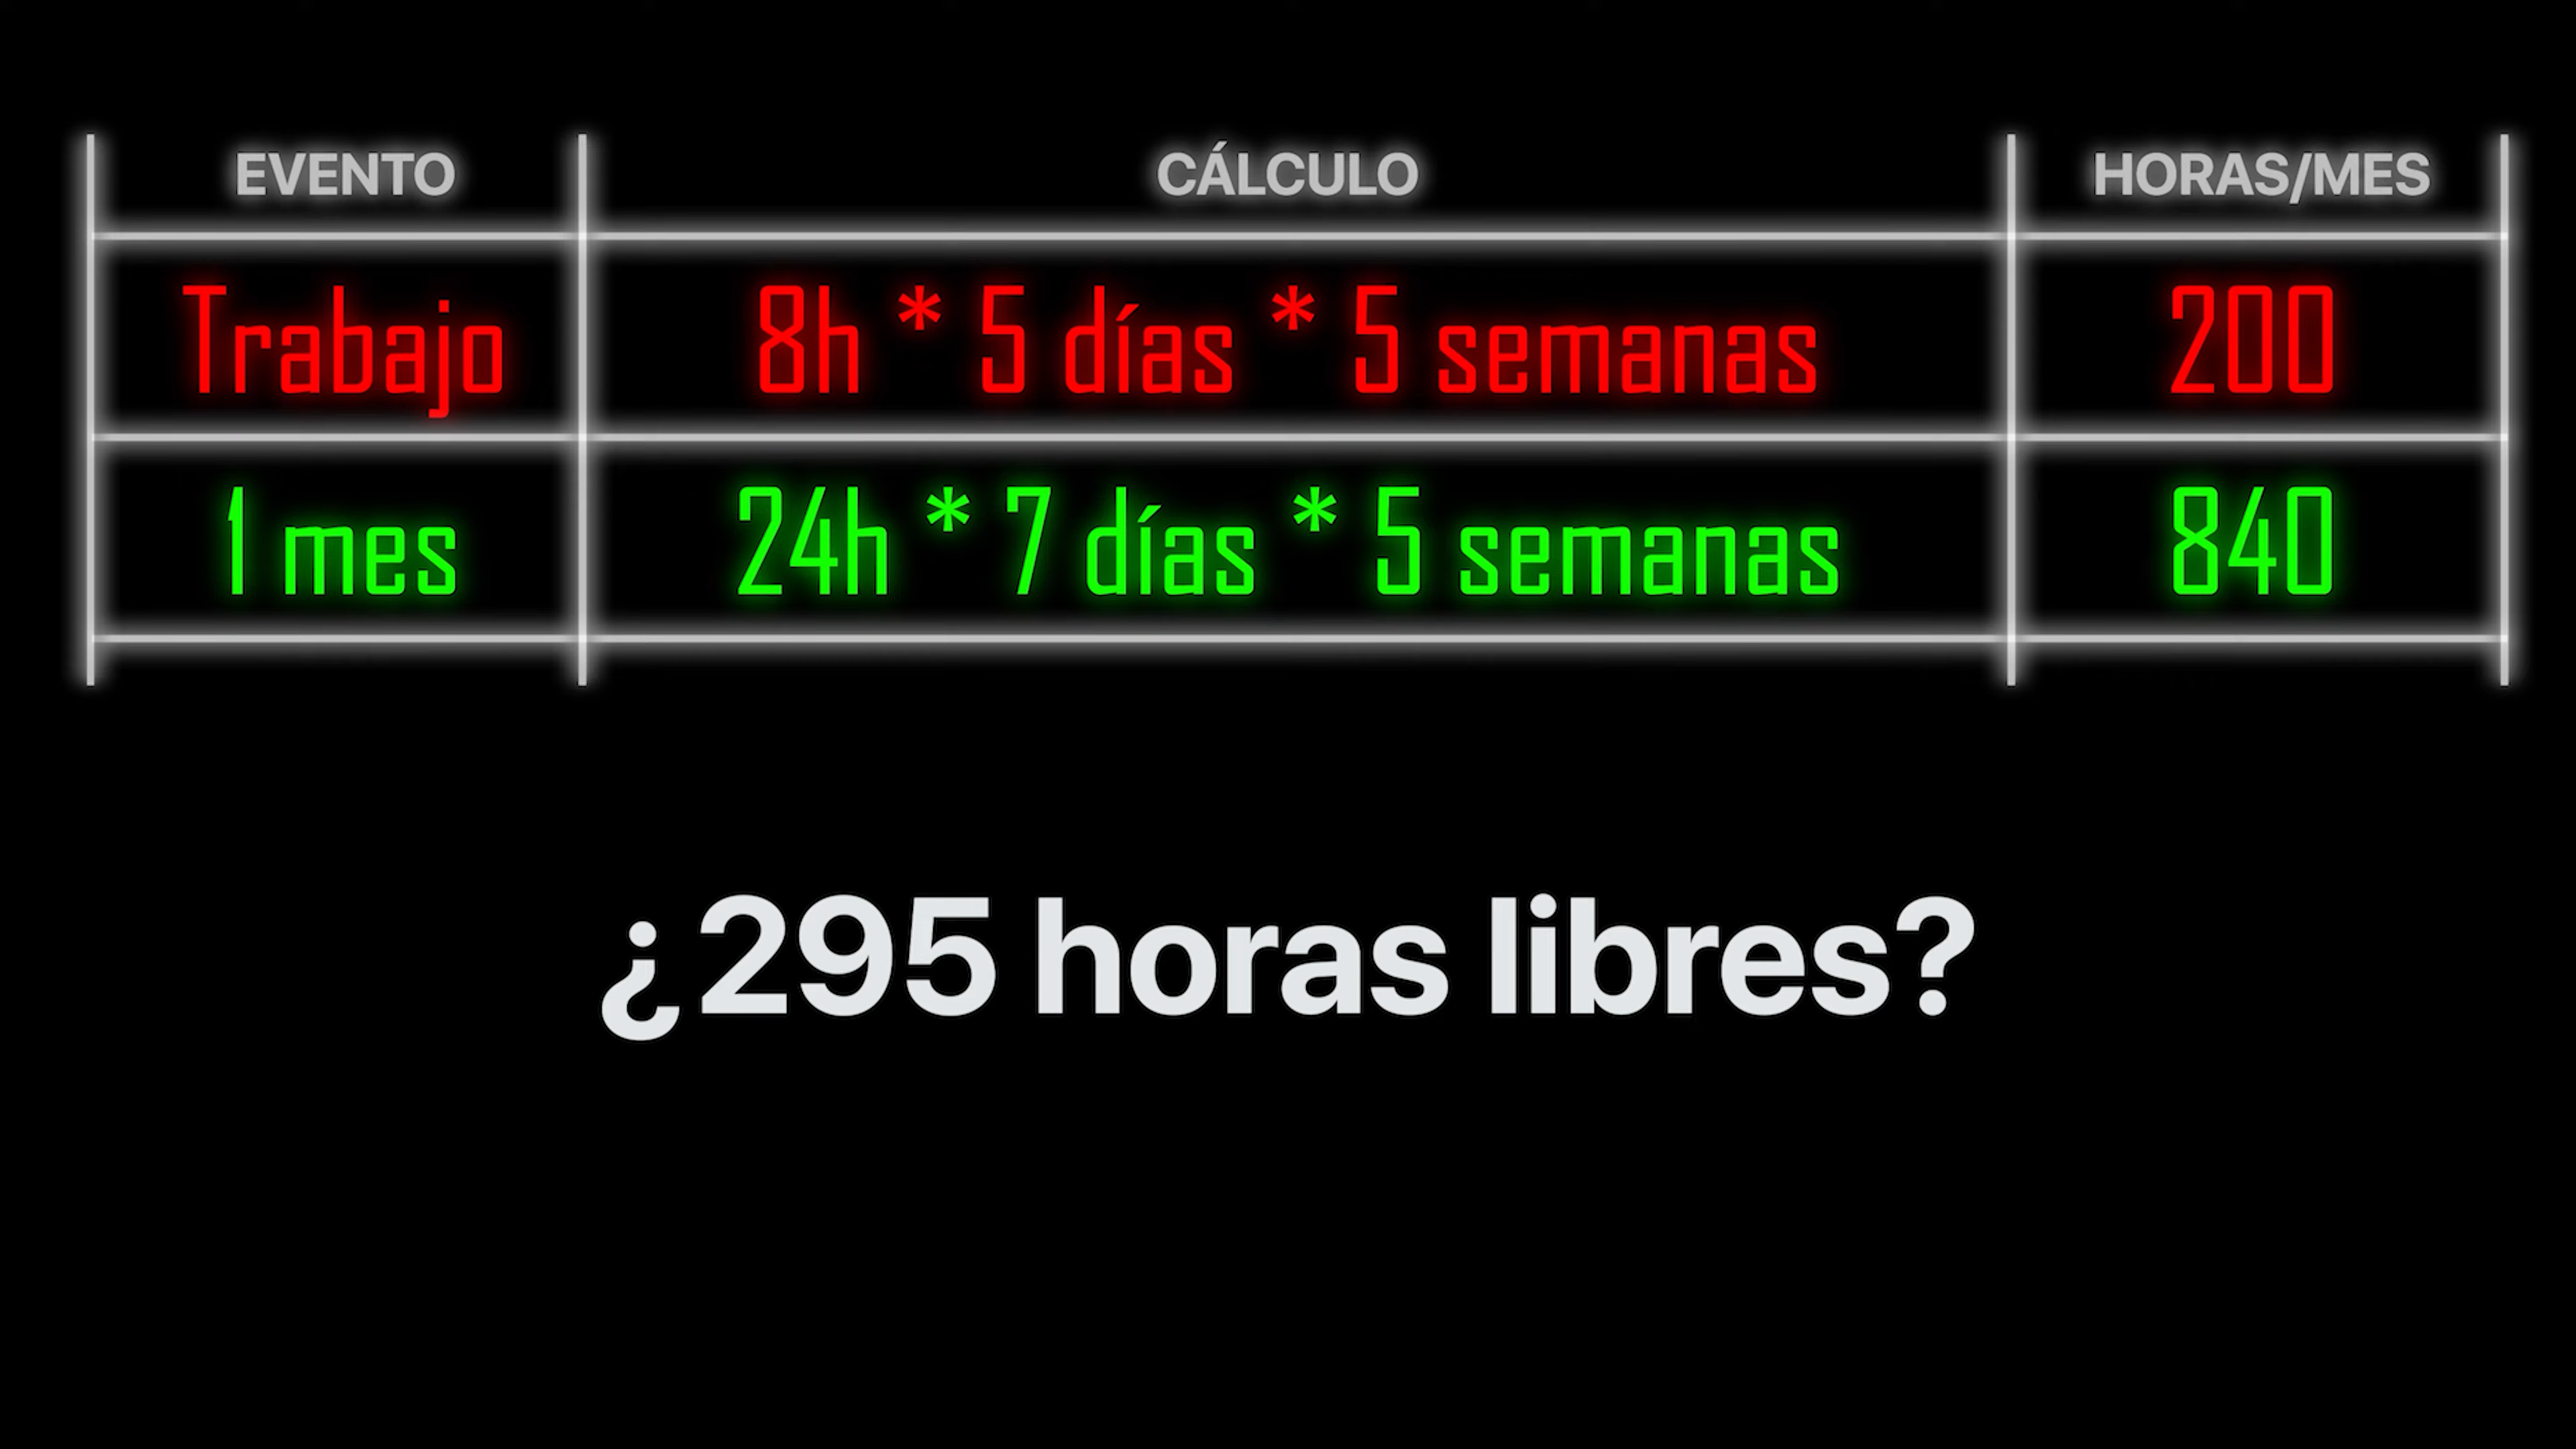 EVENTO CÁLCULO HORAS/MES
Trabajo 8h * 5 días * 5 semanas 200
1 mes 24h * 7 días * 5 semanas 840
¿295 horas libres?